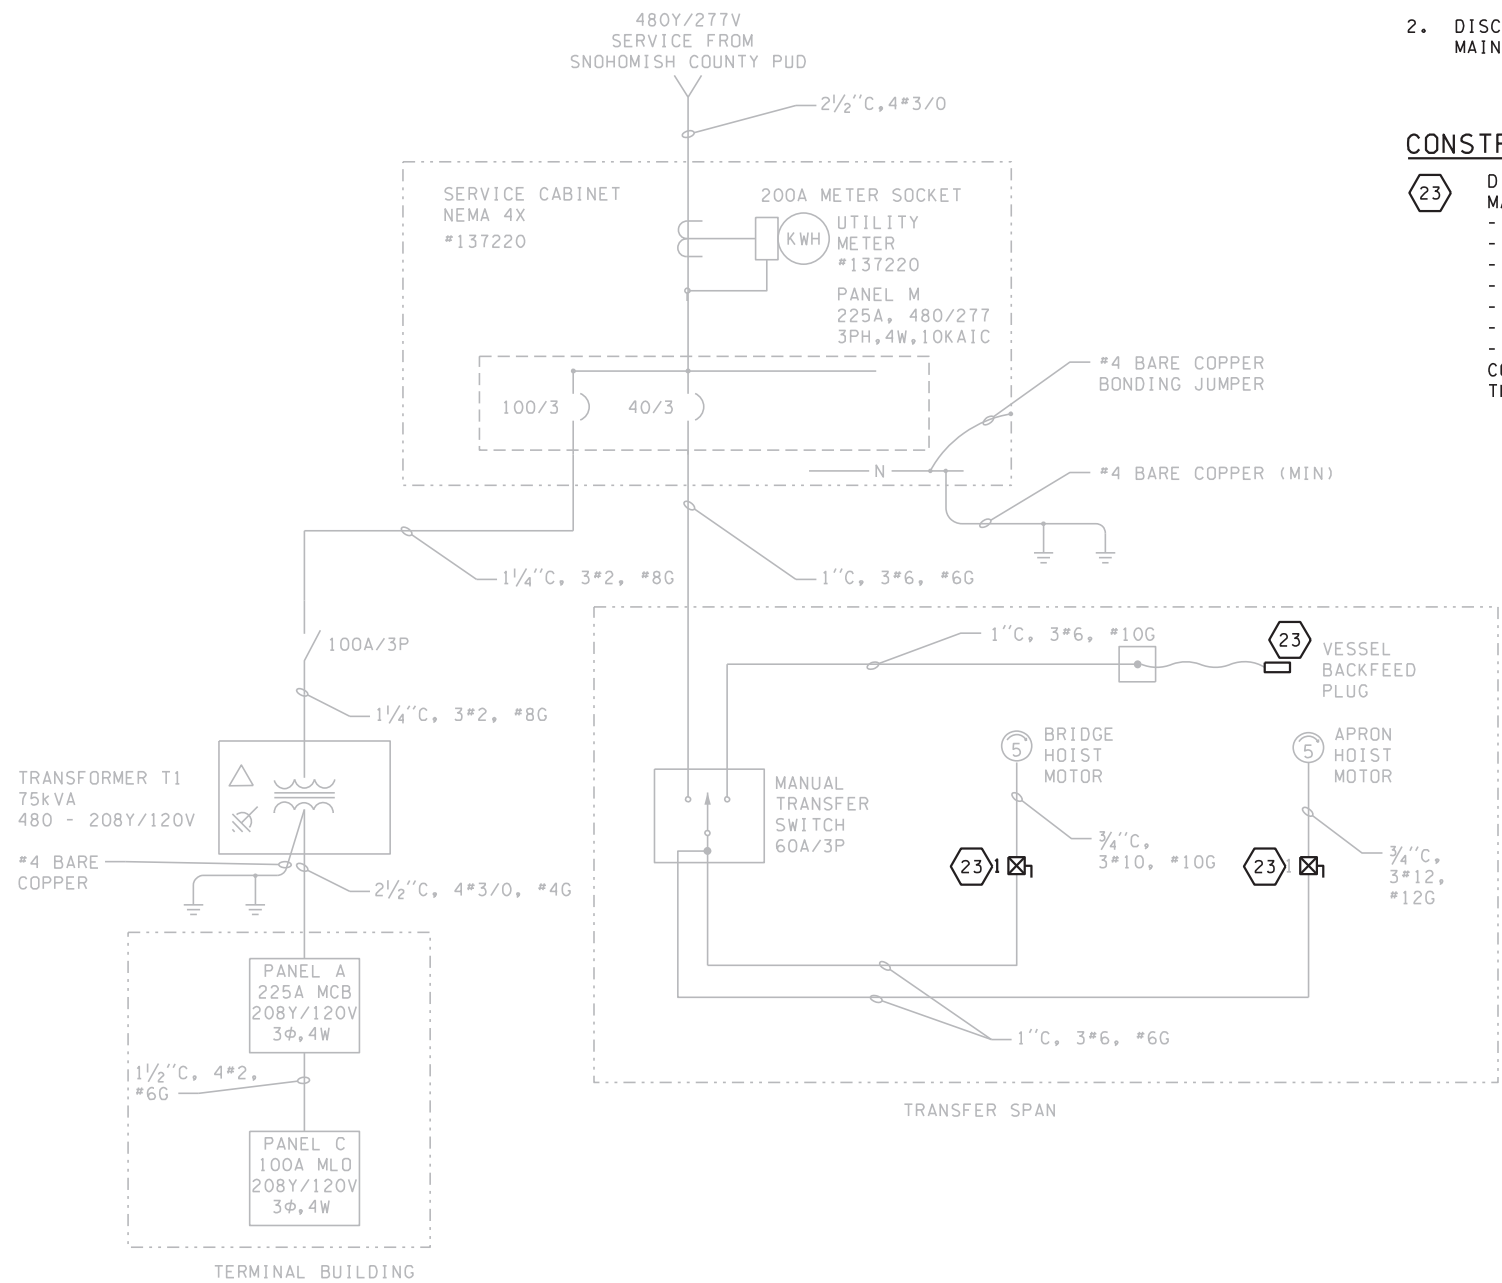 480Y/277V
SERVICE FROM
SNOHOMISH COUNTY PUD
2½"C,4#3/0
SERVICE CABINET
NEMA 4X
#137220
200A METER SOCKET
KWH
UTILITY
METER
#137220
PANEL M
225A, 480/277
3PH,4W,10KAIC
100/3
40/3
#4 BARE COPPER
BONDING JUMPER
N
#4 BARE COPPER (MIN)
1¼"C, 3#2, #8G
1"C, 3#6, #6G
100A/3P
1¼"C, 3#2, #8G
TRANSFORMER T1
75kVA
480 - 208Y/120V
#4 BARE
COPPER
2½"C, 4#3/0, #4G
PANEL A
225A MCB
208Y/120V
3ϕ,4W
1½"C, 4#2,
#6G
PANEL C
100A MLO
208Y/120V
3ϕ,4W
TERMINAL BUILDING
1"C, 3#6, #10G
23
VESSEL
BACKFEED
PLUG
MANUAL
TRANSFER
SWITCH
60A/3P
5
BRIDGE
HOIST
MOTOR
¾"C,
3#10, #10G
23 1
5
APRON
HOIST
MOTOR
¾"C,
3#12,
#12G
23 1
1"C, 3#6, #6G
TRANSFER SPAN
2. DISC
MAIN
CONST
23
D
MA
-
-
-
-
-
-
-
CO